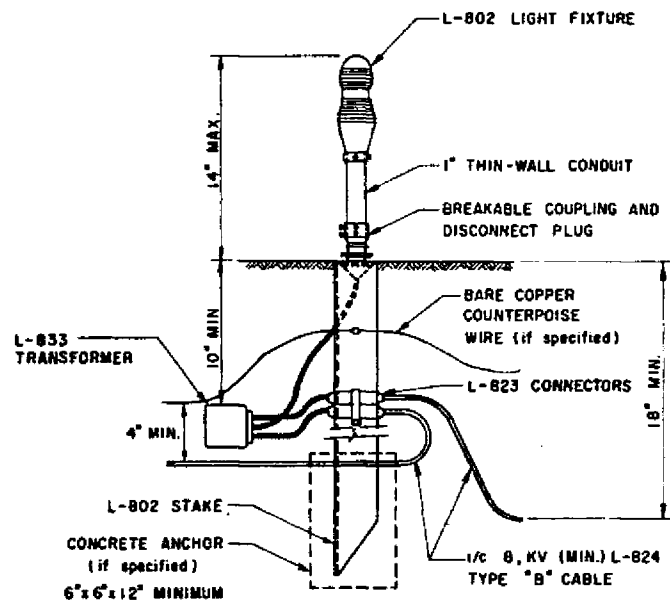 L-802 LIGHT FIXTURE
14" MAX.
1" THIN-WALL CONDUIT
BREAKABLE COUPLING AND
DISCONNECT PLUG
10" MIN
BARE COPPER
COUNTERPOISE
WIRE (if specified)
L-833
TRANSFORMER
L-823 CONNECTORS
18" MIN.
4" MIN.
L-802 STAKE
CONCRETE ANCHOR
(if specified)
6"x6"x12" MINIMUM
1/c 8, KV (MIN.) L-824
TYPE "B" CABLE